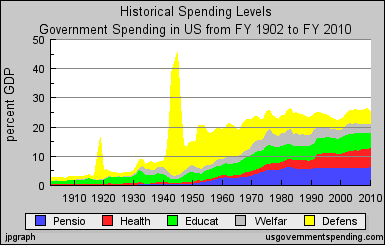 Historical Spending Levels
Government Spending in US from FY 1902 to FY 2010
percent GDP
50
40
30
20
10
0
1910 1920 1930 1940 1950 1960 1970 1980 1990 2000 2010
Pensio Health Educat Welfar Defens
jpgraph usgovernmentspending.com